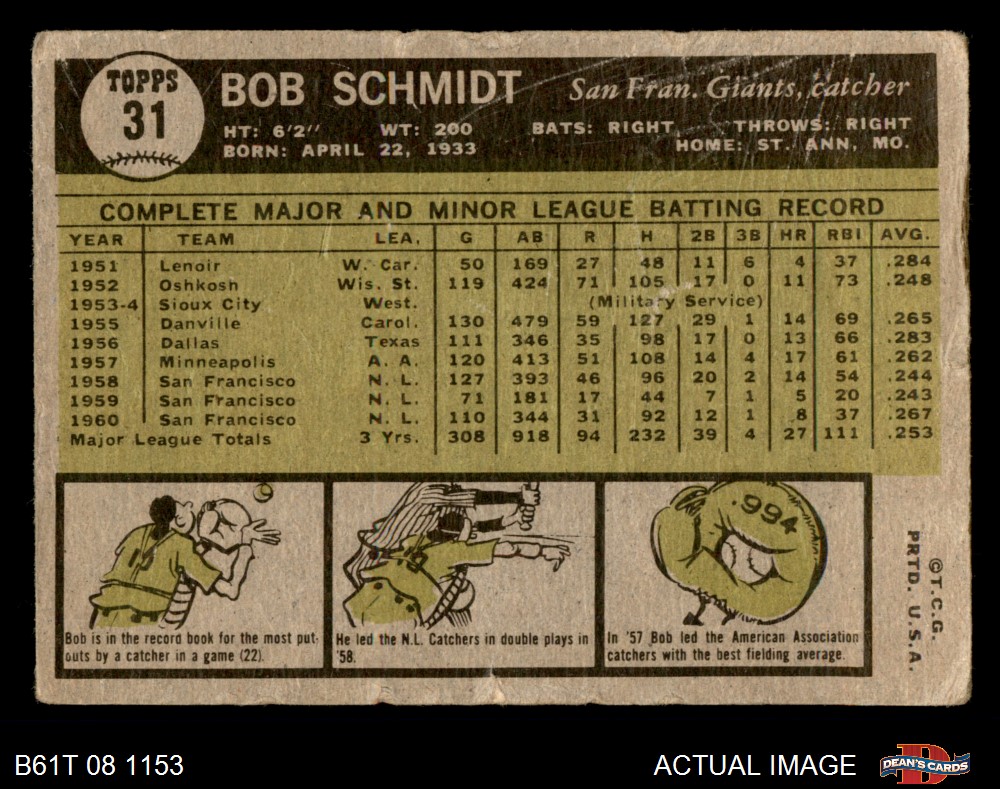 TOPPS
31
BOB SCHMIDT San Fran. Giants, catcher
HT: 6'2" WT: 200 BATS: RIGHT THROWS: RIGHT
BORN: APRIL 22, 1933 HOME: ST. ANN, MO.
COMPLETE MAJOR AND MINOR LEAGUE BATTING RECORD
YEAR TEAM LEA. G AB R H 2B 3B HR RBI AVG.
1951 Lenoir W. Car. 50 169 27 48 11 6 4 37 .284
1952 Oshkosh Wis. St. 119 424 71 105 17 0 11 73 .248
1953-4 Sioux City West. (Military Service)
1955 Danville Carol. 130 479 59 127 29 1 14 69 .265
1956 Dallas Texas 111 346 35 98 17 0 13 66 .283
1957 Minneapolis A. A. 120 413 51 108 14 4 17 61 .262
1958 San Francisco N. L. 127 393 46 96 20 2 14 54 .244
1959 San Francisco N. L. 71 181 17 44 7 1 5 20 .243
1960 San Francisco N. L. 110 344 31 92 12 1 8 37 .267
Major League Totals 3 Yrs. 308 918 94 232 39 4 27 111 .253
Bob is in the record book for the most put-
outs by a catcher in a game (22).
He led the N.L. Catchers in double plays in
'58.
.994
In '57 Bob led the American Association
catchers with the best fielding average.
©T.C.G.
PRTD. U.S.A.
B61T 08 1153 ACTUAL IMAGE DEAN'S CARDS